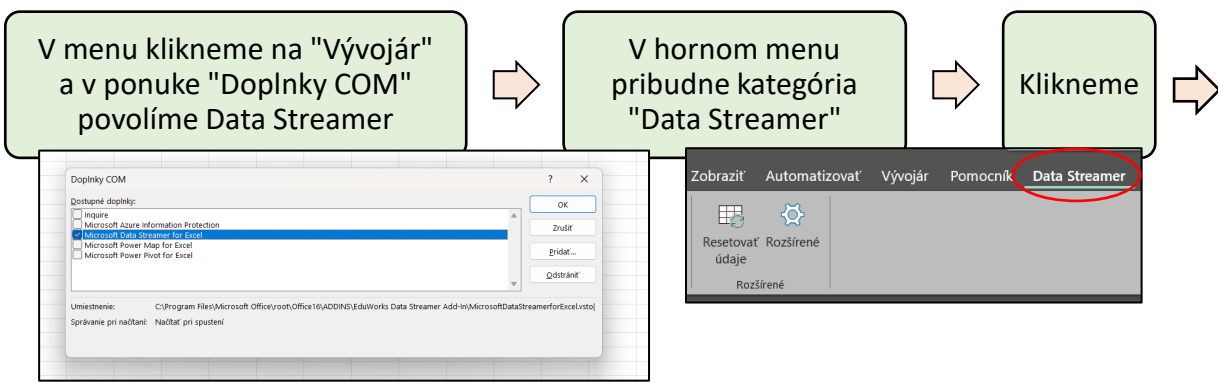 V menu klikneme na "Vývojár"
a v ponuke "Doplnky COM"
povolíme Data Streamer
V hornom menu
pribudne kategória
"Data Streamer"
Klikneme
Doplnky COM
? ×
Dostupné doplnky:
Inquire
Microsoft Azure Information Protection
Microsoft Data Streamer for Excel
Microsoft Power Map for Excel
Microsoft Power Pivot for Excel
OK
Zrušiť
Pridať...
Odstrániť
Umiestnenie: C:\Program Files\Microsoft Office\root\Office16\ADDINS\EduWorks Data Streamer Add-In\MicrosoftDataStreamerforExcel.vsto|
Správanie pri načítaní: Načítať pri spustení
Zobraziť Automatizovať Vývojár Pomocník Data Streamer
Resetovať Rozšírené
údaje
Rozšírené